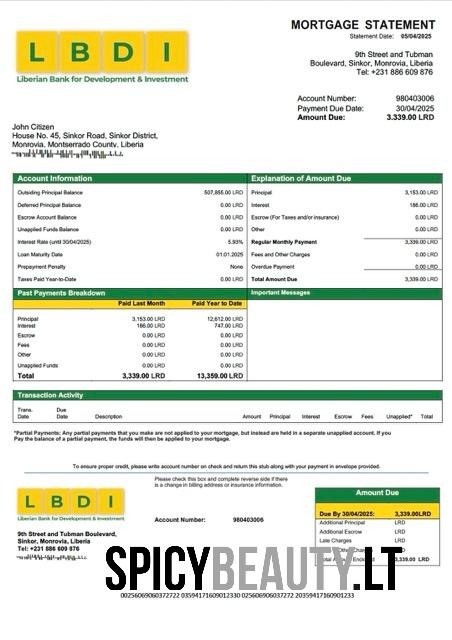 MORTGAGE STATEMENT
Statement Date: 05/04/2025
L B D I
Liberian Bank for Development & Investment
9th Street and Tubman
Boulevard, Sinkor, Monrovia, Liberia
Tel: +231 886 609 876
Account Number: 980403006
Payment Due Date: 30/04/2025
Amount Due: 3.339.00 LRD
John Citizen
House No. 45, Sinkor Road, Sinkor District,
Monrovia, Montserrado County, Liberia
Account Information
Outsiding Principal Balance 507,855.00 LRD
Deferred Principal Balance 0.00 LRD
Escrow Account Balance 0.00 LRD
Unapplied Funds Balance 0.00 LRD
Interest Rate (until 30/04/2025) 5.93%
Loan Maturity Date 01.01.2025
Prepayment Penalty None
Taxes Paid Year-to-Date 0.00 LRD
Explanation of Amount Due
Principal 3,153.00 LRD
Interest 186.00 LRD
Escrow (For Taxes and/or insurance) 0.00 LRD
Other 0.00 LRD
Regular Monthly Payment 3,339.00 LRD
Fees and Other Charges 0.00 LRD
Overdue Payment 0.00 LRD
Total Amount Due 3,339.00 LRD
Past Payments Breakdown
Paid Last Month Paid Year to Date
Principal 3,153.00 LRD 12,612.00 LRD
Interest 186.00 LRD 747.00 LRD
Escrow 0.00 LRD 0.00 LRD
Fees 0.00 LRD 0.00 LRD
Other 0.00 LRD 0.00 LRD
Unapplied Funds 0.00 LRD 0.00 LRD
Total 3,339.00 LRD 13,359.00 LRD
Important Messages
Transaction Activity
Trans. Date Due Date Description Amount Principal Interest Escrow Fees Unapplied* Total
*Partial Payments: Any partial payments that you make are not applied to your mortgage, but instead are held in a separate unapplied account. If you
Pay the balance of a partial payment, the funds will then be applied to your mortgage.
To ensure proper credit, please write account number on check and return this stub along with your payment in envelope provided.
L B D I
Liberian Bank for Development & Investment
Please check this box and complete reverse side if there
is a change in billing address or insurance information.
Account Number: 980403006
9th Street and Tubman Boulevard,
Sinkor, Monrovia, Liberia
Tel: +231 886 609 876
Amount Due
Due By 30/04/2025: 3,339.00LRD
Additional Principal LRD
Additional Escrow LRD
Late Charges LRD
LRD
3,339.00 LRD
SPICYBEAUTY.LT